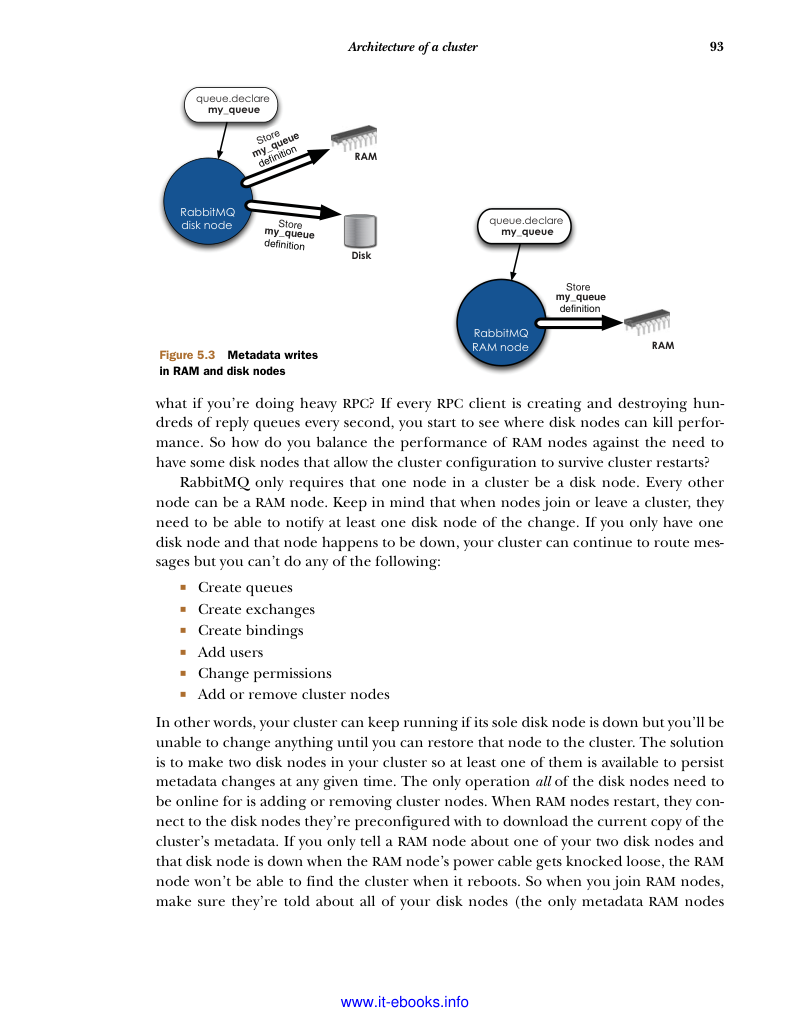 Architecture of a cluster 93
queue.declare
my_queue
Store
my_queue
definition
RAM
RabbitMQ
disk node
Store
my_queue
definition
Disk
queue.declare
my_queue
Store
my_queue
definition
RabbitMQ
RAM node
RAM
Figure 5.3 Metadata writes
in RAM and disk nodes
what if you’re doing heavy RPC? If every RPC client is creating and destroying hun-
dreds of reply queues every second, you start to see where disk nodes can kill perfor-
mance. So how do you balance the performance of RAM nodes against the need to
have some disk nodes that allow the cluster configuration to survive cluster restarts?
RabbitMQ only requires that one node in a cluster be a disk node. Every other
node can be a RAM node. Keep in mind that when nodes join or leave a cluster, they
need to be able to notify at least one disk node of the change. If you only have one
disk node and that node happens to be down, your cluster can continue to route mes-
sages but you can’t do any of the following:
▪ Create queues
▪ Create exchanges
▪ Create bindings
▪ Add users
▪ Change permissions
▪ Add or remove cluster nodes
In other words, your cluster can keep running if its sole disk node is down but you’ll be
unable to change anything until you can restore that node to the cluster. The solution
is to make two disk nodes in your cluster so at least one of them is available to persist
metadata changes at any given time. The only operation all of the disk nodes need to
be online for is adding or removing cluster nodes. When RAM nodes restart, they con-
nect to the disk nodes they’re preconfigured with to download the current copy of the
cluster’s metadata. If you only tell a RAM node about one of your two disk nodes and
that disk node is down when the RAM node’s power cable gets knocked loose, the RAM
node won’t be able to find the cluster when it reboots. So when you join RAM nodes,
make sure they’re told about all of your disk nodes (the only metadata RAM nodes
www.it-ebooks.info